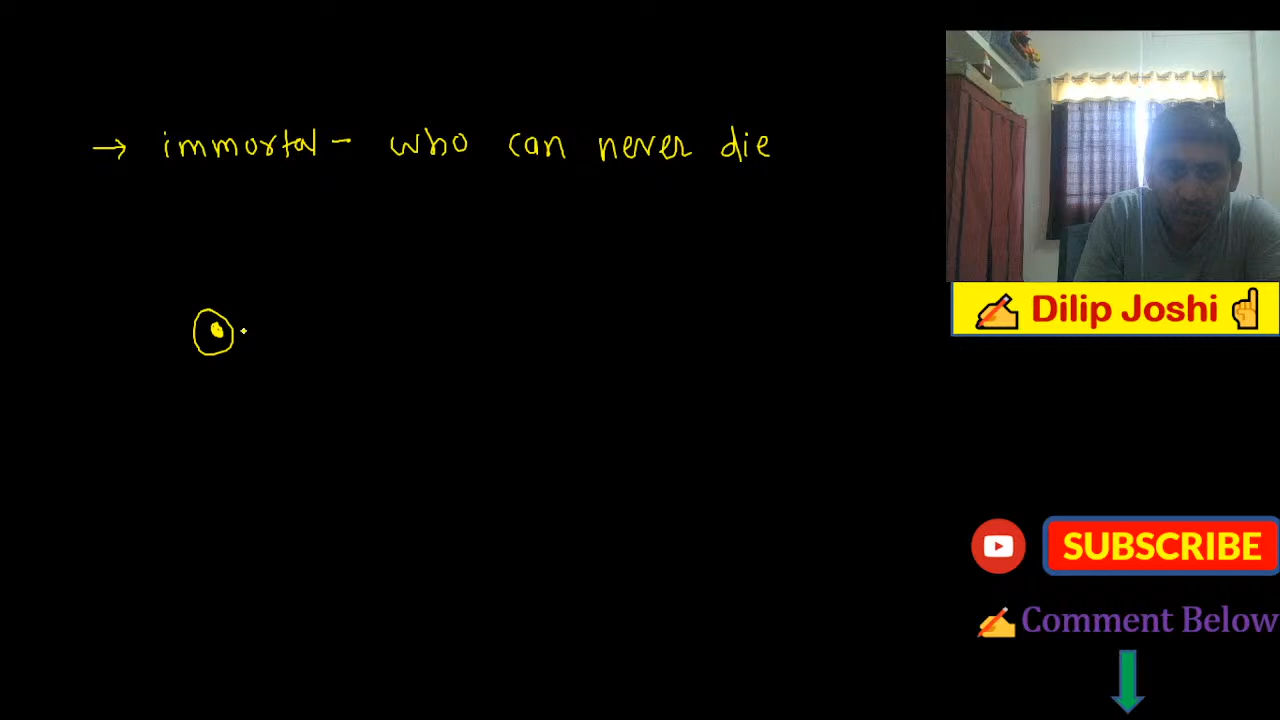 → immortal - who can never die
Dilip Joshi
SUBSCRIBE
Comment Below